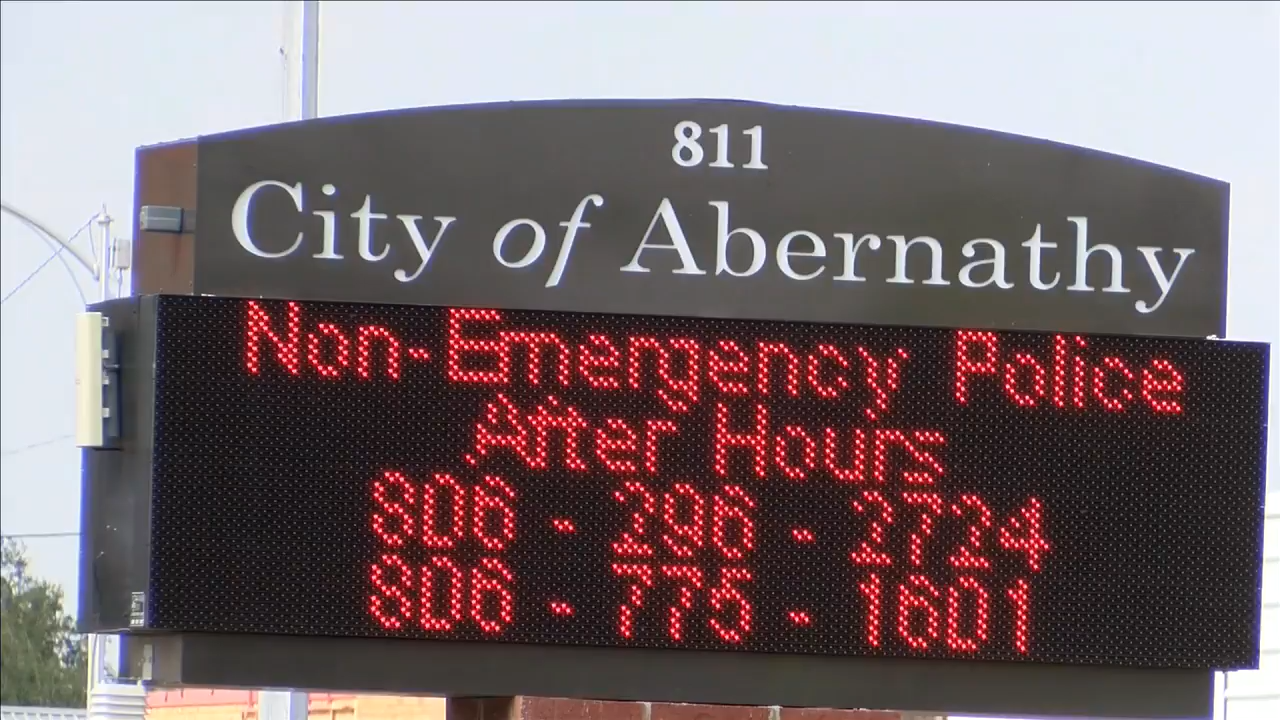 811
City of Abernathy
Non-Emergency Police
After Hours
806 - 296 - 2724
806 - 775 - 1601